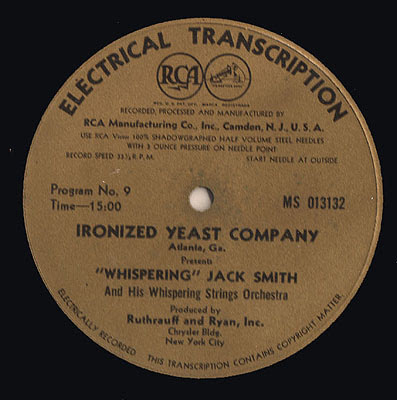 ELECTRICAL TRANSCRIPTION
RCA
RECORDED, PROCESSED AND MANUFACTURED BY
RCA Manufacturing Co., Inc., Camden, N.J., U.S.A.
USE RCA Victor 100% SHADOWGRAPHED HALF VOLUME STEEL NEEDLES
WITH 3 OUNCE PRESSURE ON NEEDLE POINT
RECORD SPEED 33⅓ R.P.M. START NEEDLE AT OUTSIDE
Program No. 9
Time—15:00 MS 013132
IRONIZED YEAST COMPANY
Atlanta, Ga.
Presents
"WHISPERING" JACK SMITH
And His Whispering Strings Orchestra
Produced by
Ruthrauff and Ryan, Inc.
Chrysler Bldg.
New York City
ELECTRICALLY RECORDED THIS TRANSCRIPTION CONTAINS COPYRIGHT MATTER